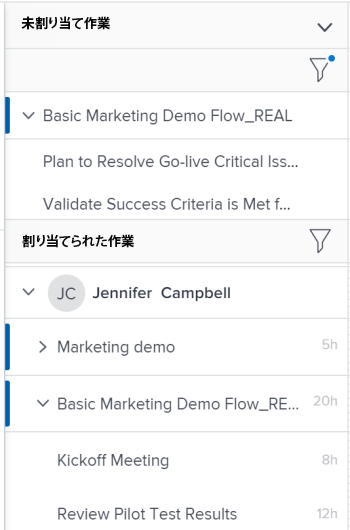 未割り当て作業
Basic Marketing Demo Flow_REAL
Plan to Resolve Go-live Critical Iss...
Validate Success Criteria is Met f...
割り当てられた作業
JC Jennifer Campbell
Marketing demo 5h
Basic Marketing Demo Flow_RE... 20h
Kickoff Meeting 8h
Review Pilot Test Results 12h